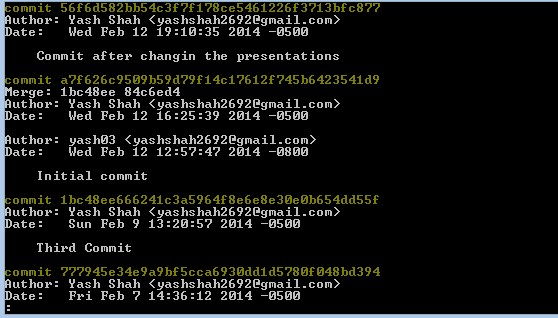 commit 56f6d582bb54c3f7f178ce5461226f3713bfc877
Author: Yash Shah <yashshah2692@gmail.com>
Date:   Wed Feb 12 19:10:35 2014 -0500
Commit after changin the presentations
commit a7f626c9509b59d79f14c17612f745b6423541d9
Merge: 1bc48ee 84c6ed4
Author: Yash Shah <yashshah2692@gmail.com>
Date:   Wed Feb 12 16:25:39 2014 -0500
Author: yash03 <yashshah2692@gmail.com>
Date:   Wed Feb 12 12:57:47 2014 -0800
Initial commit
commit 1bc48ee666241c3a5964f8e6e8e30e0b654dd55f
Author: Yash Shah <yashshah2692@gmail.com>
Date:   Sun Feb 9 13:20:57 2014 -0500
Third Commit
commit 777945e34e9a9bf5cca6930dd1d5780f048bd394
Author: Yash Shah <yashshah2692@gmail.com>
Date:   Fri Feb 7 14:36:12 2014 -0500
: